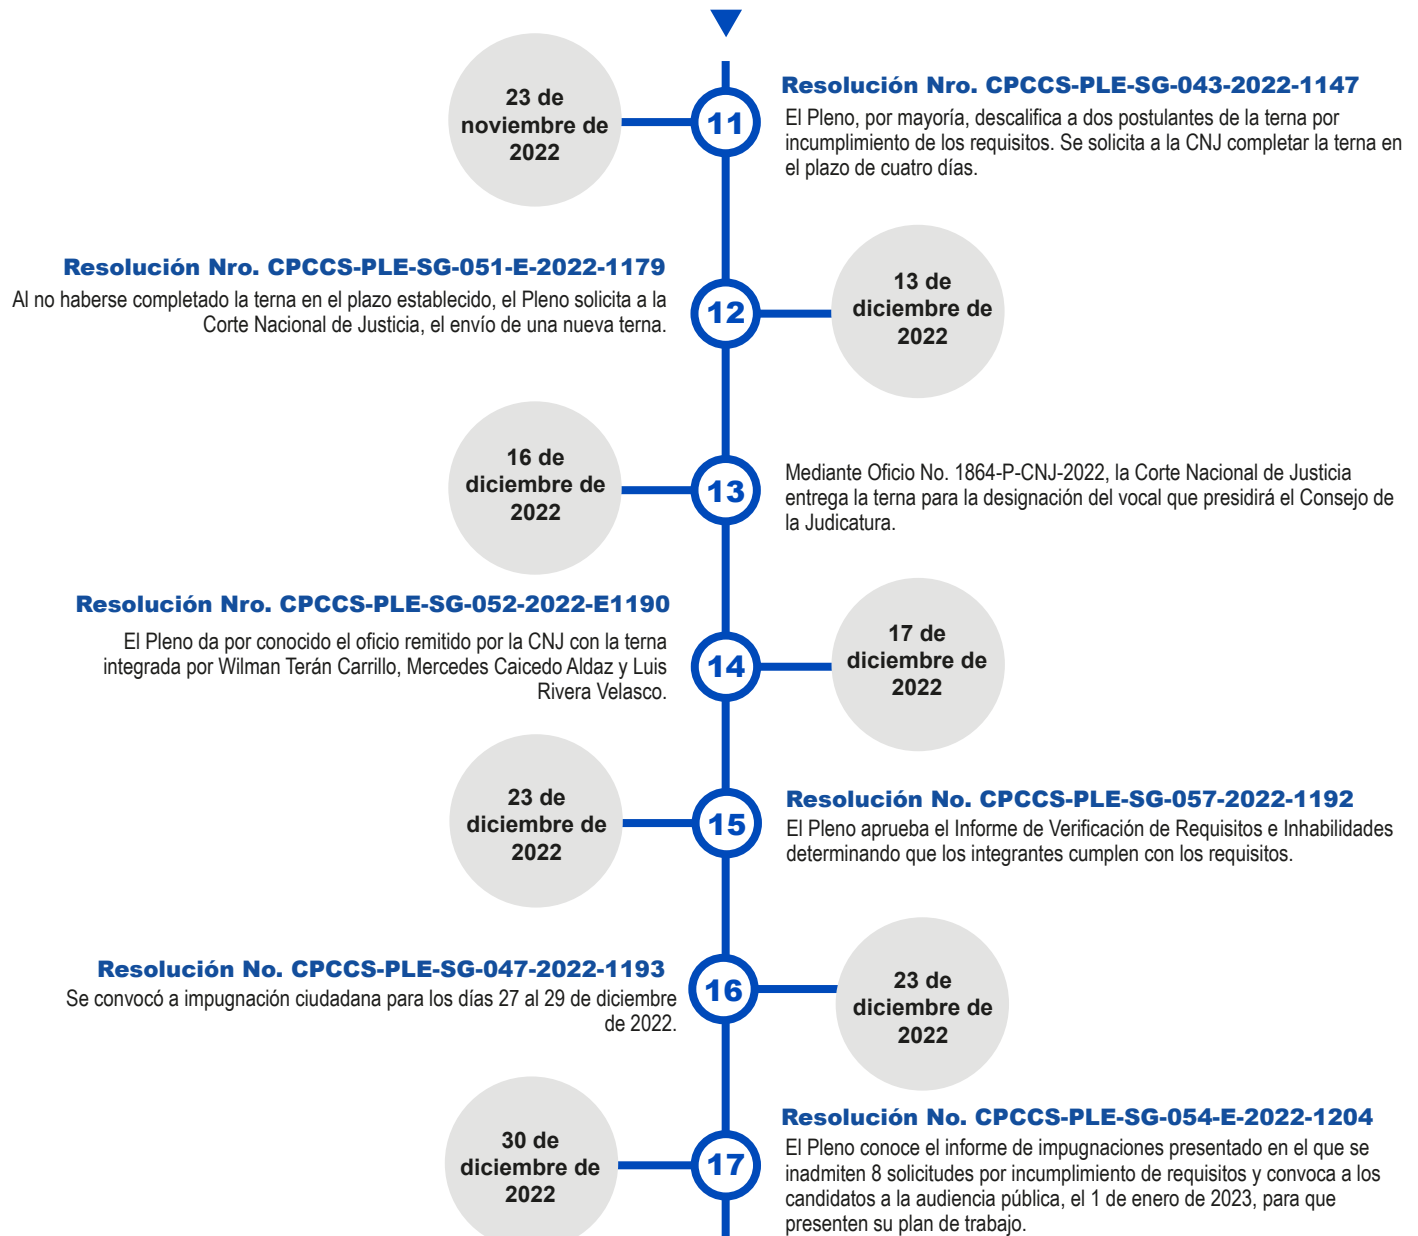 23 de
noviembre de
2022
11
Resolución Nro. CPCCS-PLE-SG-043-2022-1147
El Pleno, por mayoría, descalifica a dos postulantes de la terna por
incumplimiento de los requisitos. Se solicita a la CNJ completar la terna en
el plazo de cuatro días.
Resolución Nro. CPCCS-PLE-SG-051-E-2022-1179
Al no haberse completado la terna en el plazo establecido, el Pleno solicita a la
Corte Nacional de Justicia, el envío de una nueva terna.
12
13 de
diciembre de
2022
16 de
diciembre de
2022
13
Mediante Oficio No. 1864-P-CNJ-2022, la Corte Nacional de Justicia
entrega la terna para la designación del vocal que presidirá el Consejo de
la Judicatura.
Resolución Nro. CPCCS-PLE-SG-052-2022-E1190
El Pleno da por conocido el oficio remitido por la CNJ con la terna
integrada por Wilman Terán Carrillo, Mercedes Caicedo Aldaz y Luis
Rivera Velasco.
14
17 de
diciembre de
2022
23 de
diciembre de
2022
15
Resolución No. CPCCS-PLE-SG-057-2022-1192
El Pleno aprueba el Informe de Verificación de Requisitos e Inhabilidades
determinando que los integrantes cumplen con los requisitos.
Resolución No. CPCCS-PLE-SG-047-2022-1193
Se convocó a impugnación ciudadana para los días 27 al 29 de diciembre
de 2022.
16
23 de
diciembre de
2022
30 de
diciembre de
2022
17
Resolución No. CPCCS-PLE-SG-054-E-2022-1204
El Pleno conoce el informe de impugnaciones presentado en el que se
inadmiten 8 solicitudes por incumplimiento de requisitos y convoca a los
candidatos a la audiencia pública, el 1 de enero de 2023, para que
presenten su plan de trabajo.